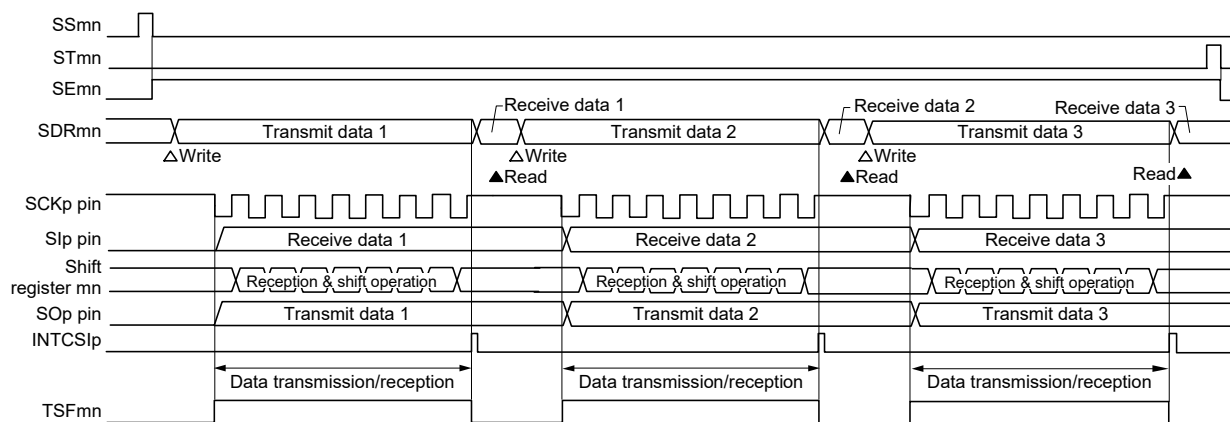 SSmn
STmn
SEmn
Receive data 1 Receive data 2 Receive data 3
SDRmn Transmit data 1 Transmit data 2 Transmit data 3
△Write △Write △Write
▲Read ▲Read Read▲
SCKp pin
SIp pin Receive data 1 Receive data 2 Receive data 3
Shift
register mn Reception & shift operation Reception & shift operation Reception & shift operation
SOp pin Transmit data 1 Transmit data 2 Transmit data 3
INTCSIp
Data transmission/reception Data transmission/reception Data transmission/reception
TSFmn